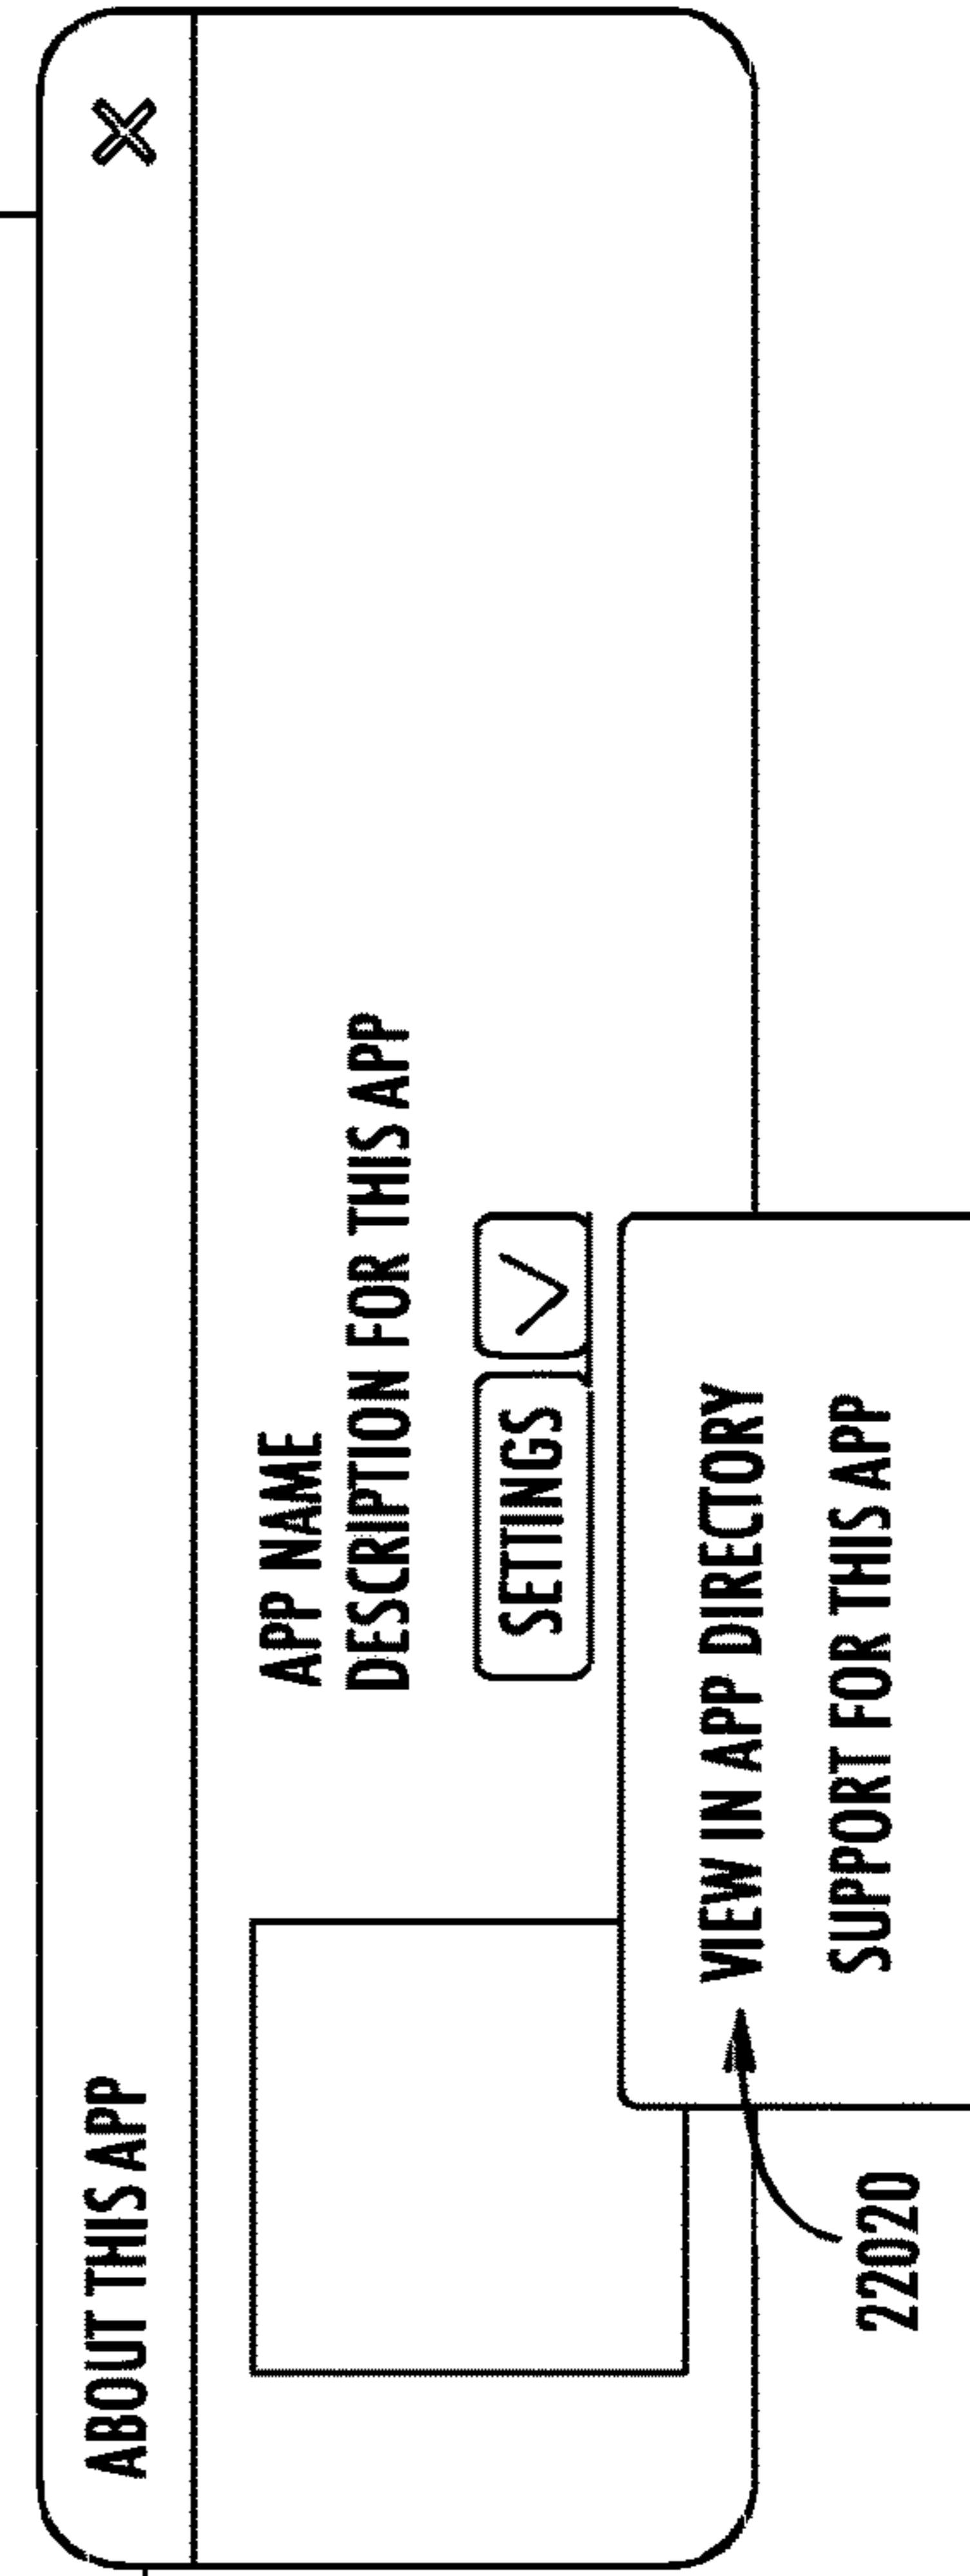 ABOUT THIS APP
APP NAME
DESCRIPTION FOR THIS APP
SETTINGS
VIEW IN APP DIRECTORY
SUPPORT FOR THIS APP
22020